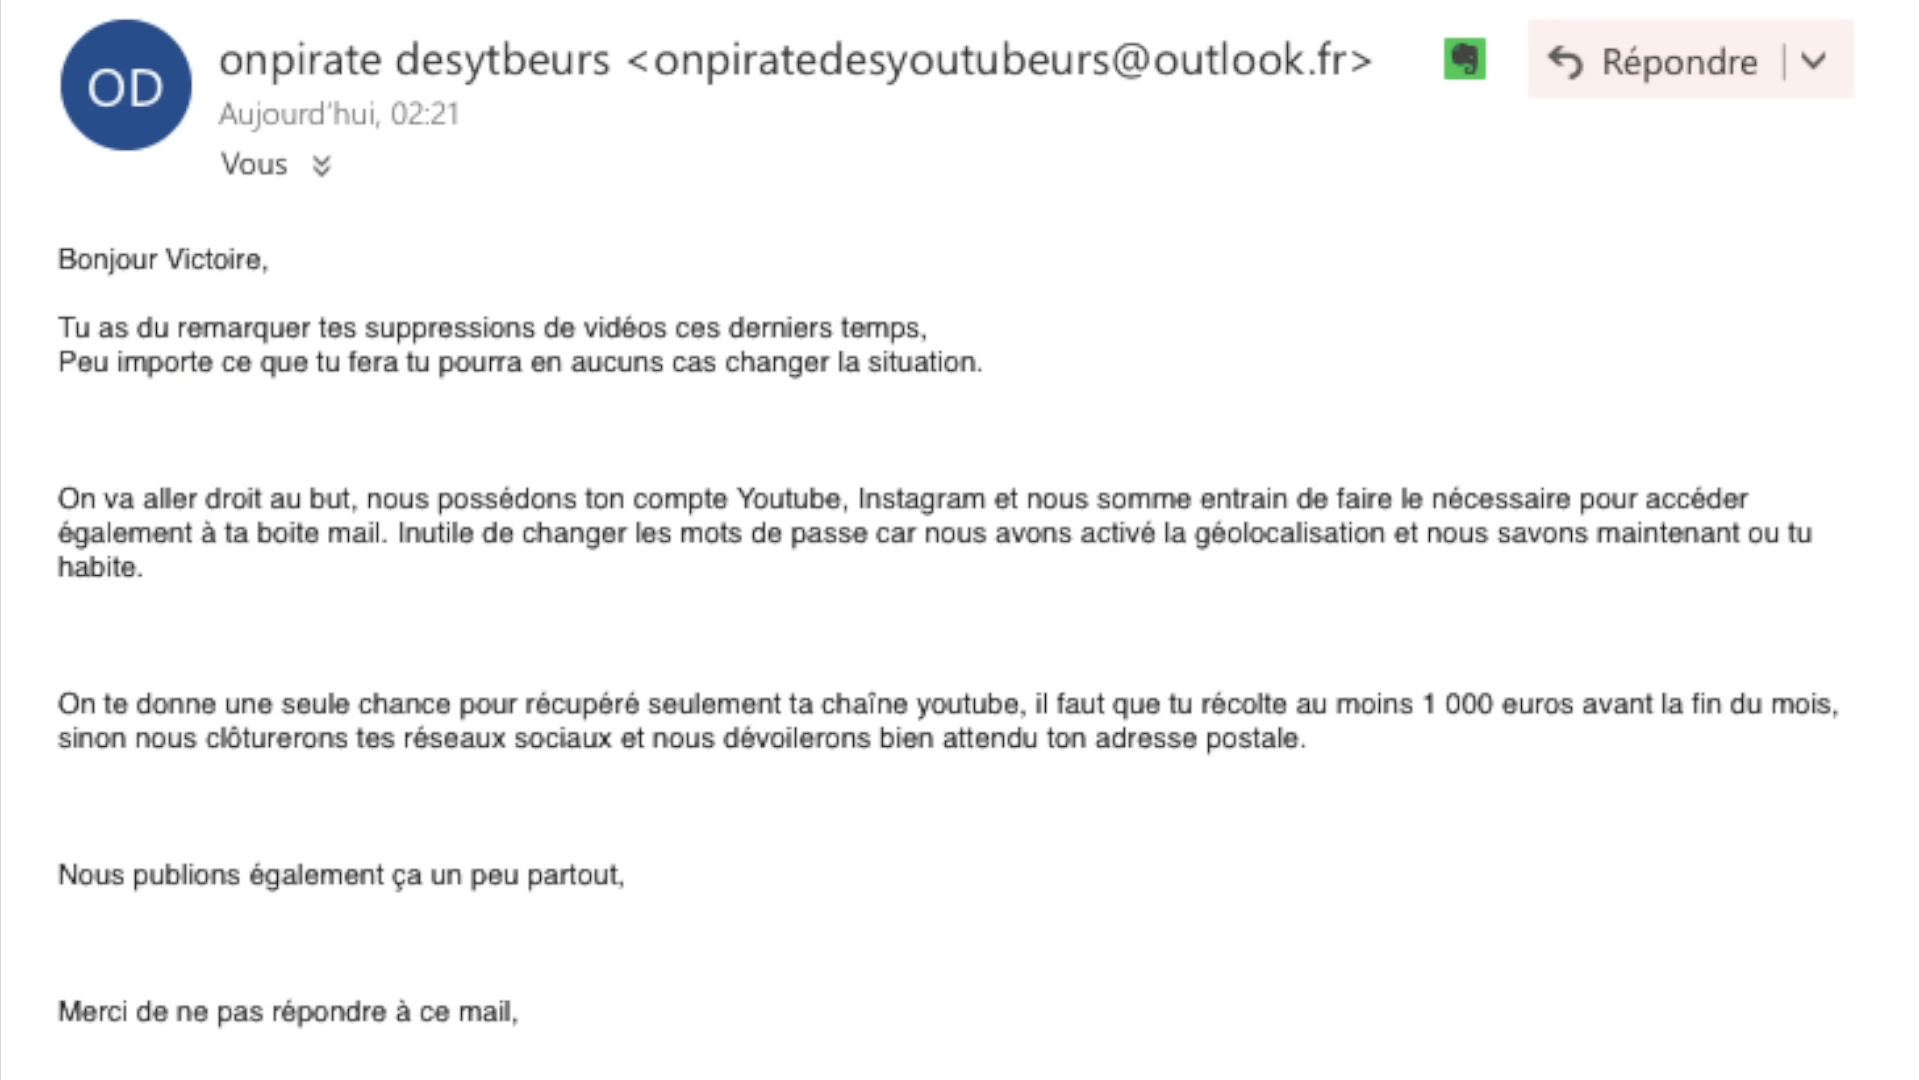 OD
onpirate desytbeurs <onpiratedesyoutubeurs@outlook.fr>
Répondre
Aujourd'hui, 02:21
Vous
Bonjour Victoire,
Tu as du remarquer tes suppressions de vidéos ces derniers temps,
Peu importe ce que tu fera tu pourra en aucuns cas changer la situation.
On va aller droit au but, nous possédons ton compte Youtube, Instagram et nous somme entrain de faire le nécessaire pour accéder
également à ta boite mail. Inutile de changer les mots de passe car nous avons activé la géolocalisation et nous savons maintenant ou tu
habite.
On te donne une seule chance pour récupéré seulement ta chaîne youtube, il faut que tu récolte au moins 1 000 euros avant la fin du mois,
sinon nous clôturerons tes réseaux sociaux et nous dévoilerons bien attendu ton adresse postale.
Nous publions également ça un peu partout,
Merci de ne pas répondre à ce mail,